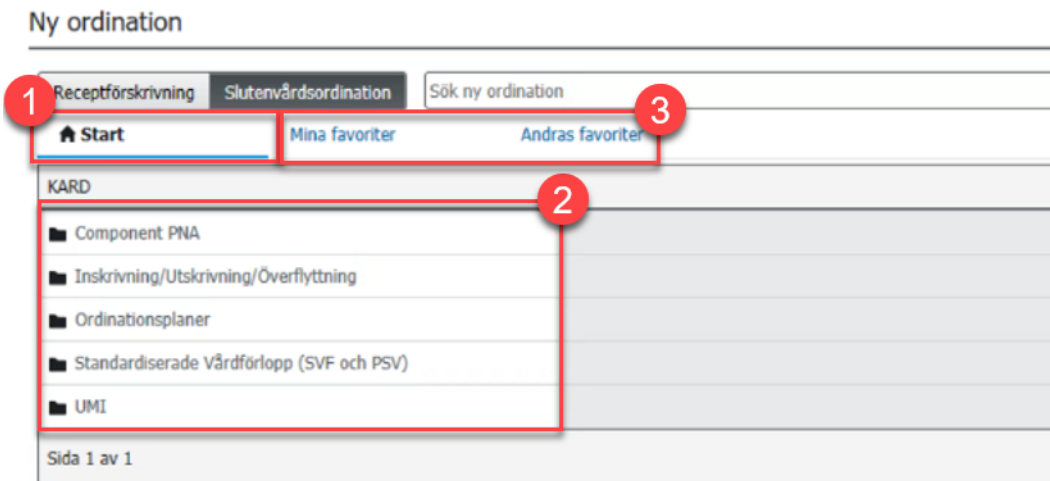 Ny ordination
Receptförskrivning Slutenvårdsordination Sök ny ordination
1 3
Start Mina favoriter Andras favoriter
KARD
2
Component PNA
Inskrivning/Utskrivning/Överflyttning
Ordinationsplaner
Standardiserade Vårdförlopp (SVF och PSV)
UMI
Sida 1 av 1